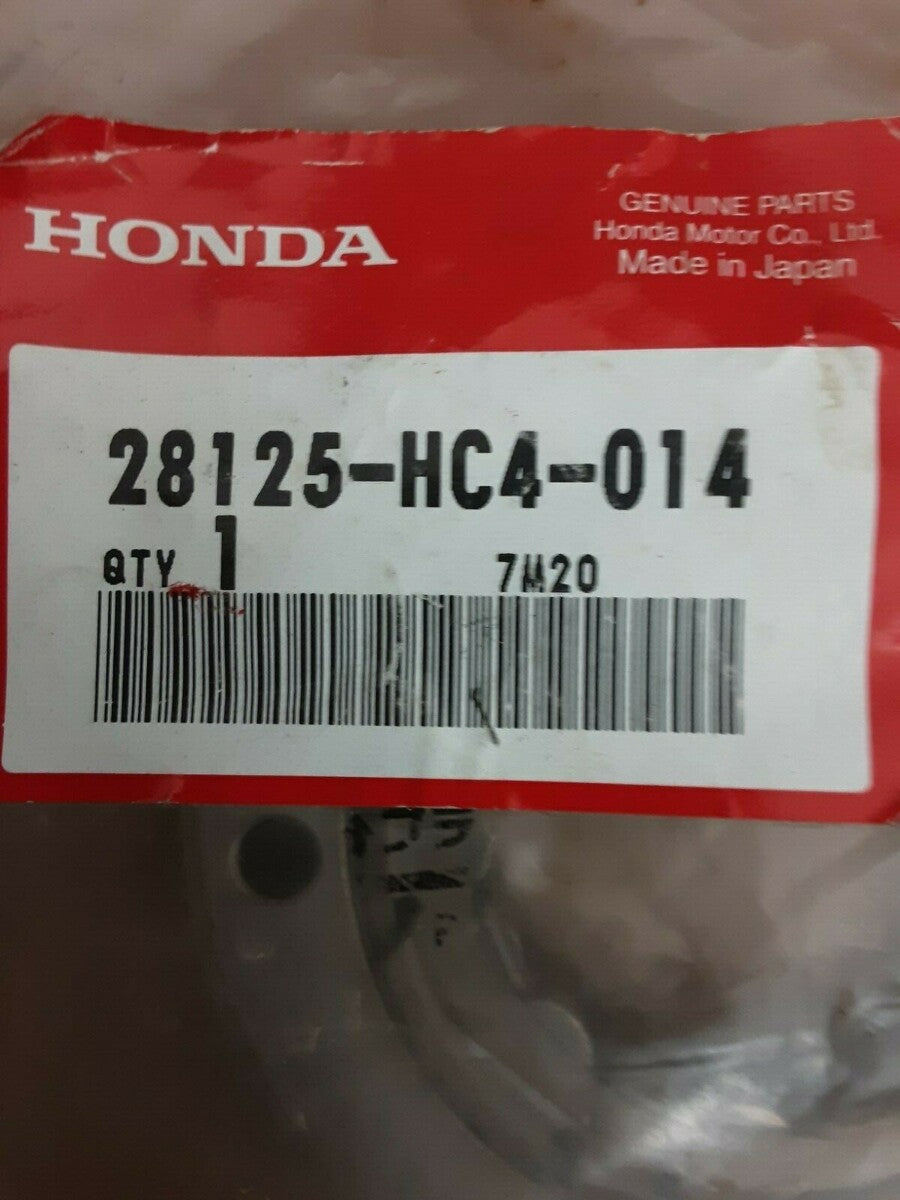 HONDA
GENUINE PARTS
Honda Motor Co., Ltd.
Made in Japan
28125-HC4-014
QTY 1
7M20